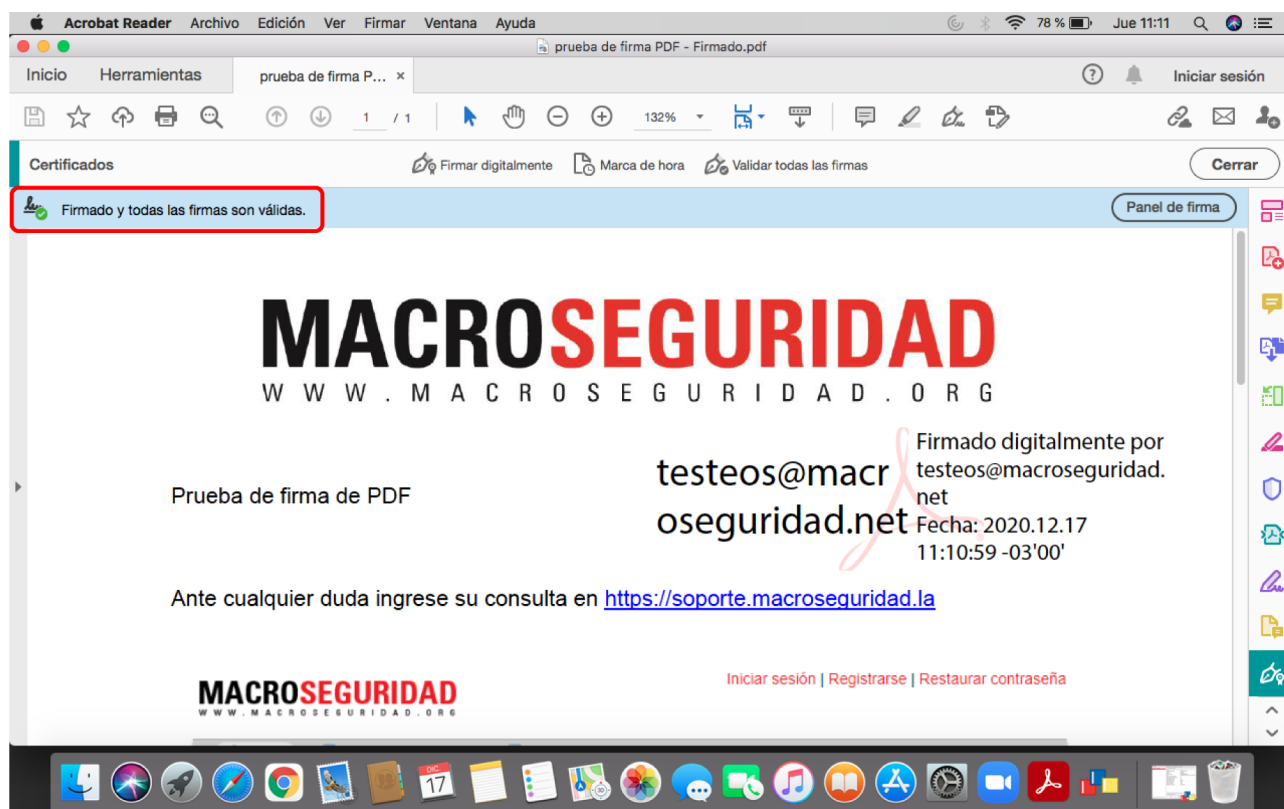 Acrobat Reader Archivo Edición Ver Firmar Ventana Ayuda 78 % Jue 11:11
prueba de firma PDF - Firmado.pdf
Inicio Herramientas prueba de firma P... × ? Iniciar sesión
1 / 1 132%
Certificados Firmar digitalmente Marca de hora Validar todas las firmas Cerrar
Firmado y todas las firmas son válidas. Panel de firma
MACROSEGURIDAD
WWW.MACROSEGURIDAD.ORG
Prueba de firma de PDF
testeos@macr
oseguridad.net
Firmado digitalmente por
testeos@macroseguridad.
net
Fecha: 2020.12.17
11:10:59 -03'00'
Ante cualquier duda ingrese su consulta en https://soporte.macroseguridad.la
MACROSEGURIDAD
WWW.MACROSEGURIDAD.ORG
Iniciar sesión | Registrarse | Restaurar contraseña
DIC.
17